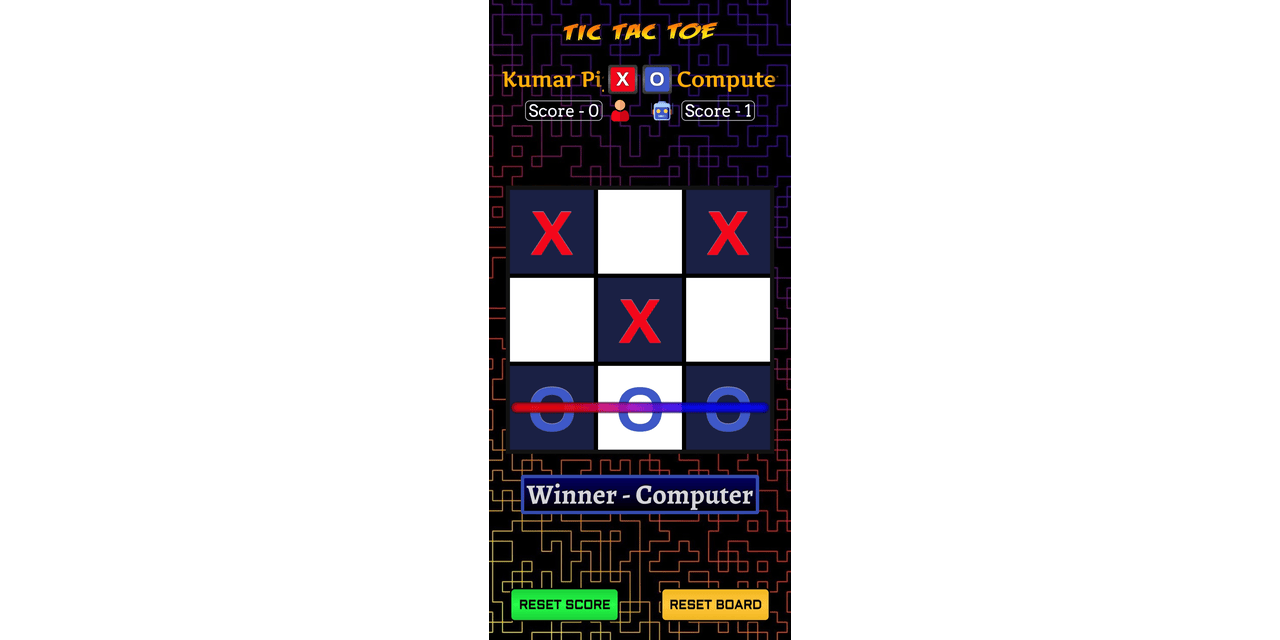 TIC TAC TOE
Kumar Pi X O Compute
Score - 0 Score - 1
X X
X
O O O
Winner - Computer
RESET SCORE RESET BOARD